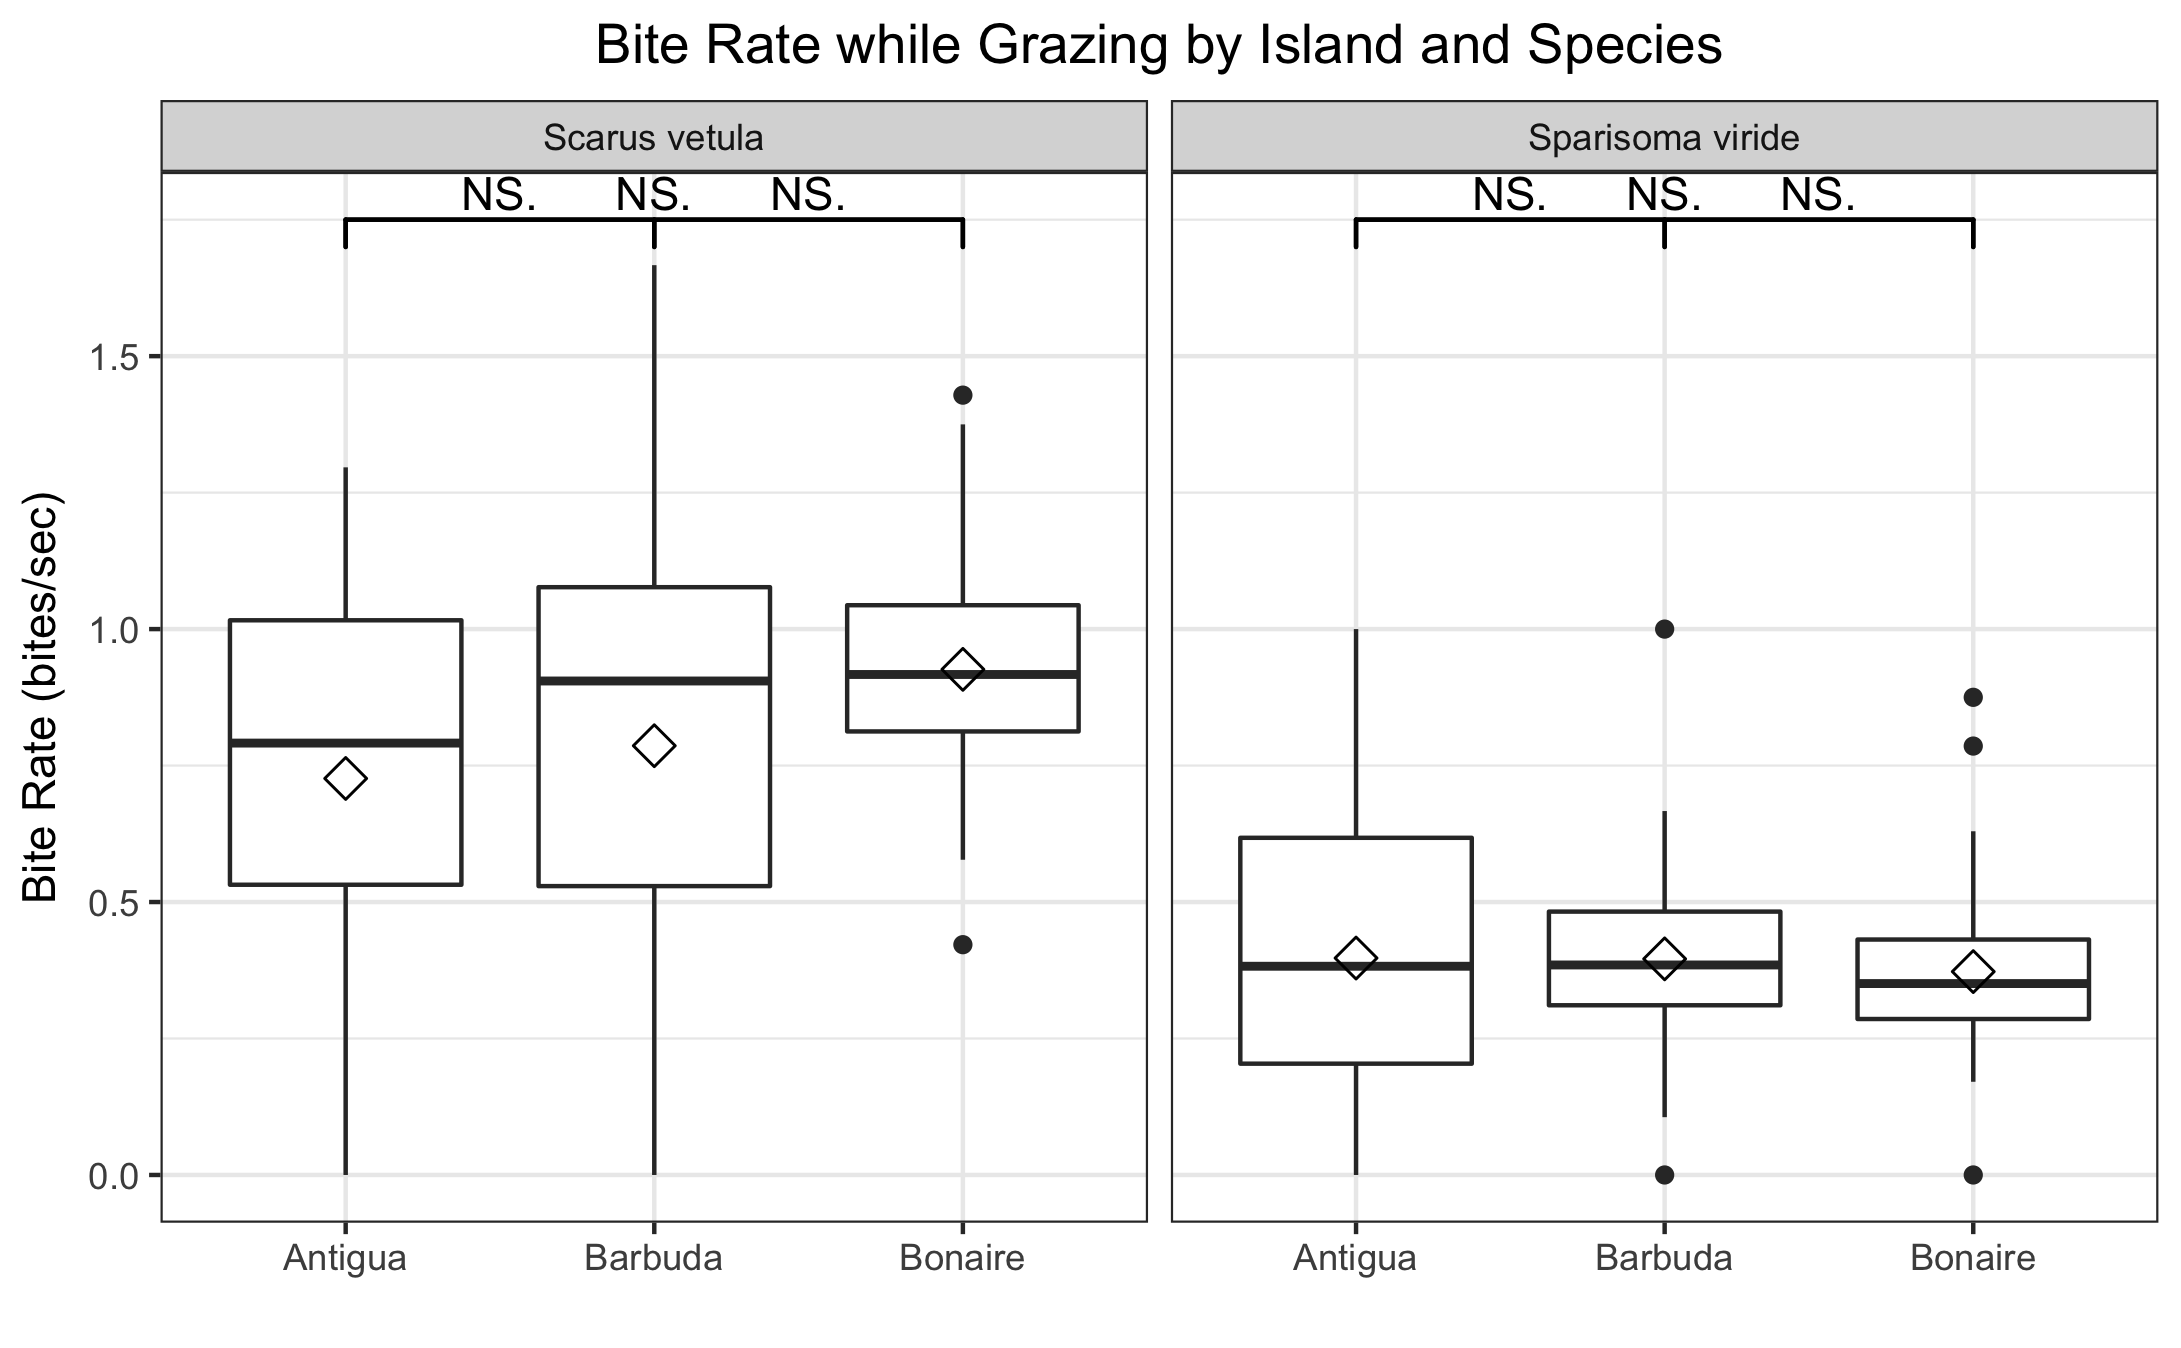 Bite Rate while Grazing by Island and Species
Scarus vetula
Sparisoma viride
NS. NS. NS.
NS. NS. NS.
Bite Rate (bites/sec)
1.5
1.0
0.5
0.0
Antigua Barbuda Bonaire
Antigua Barbuda Bonaire